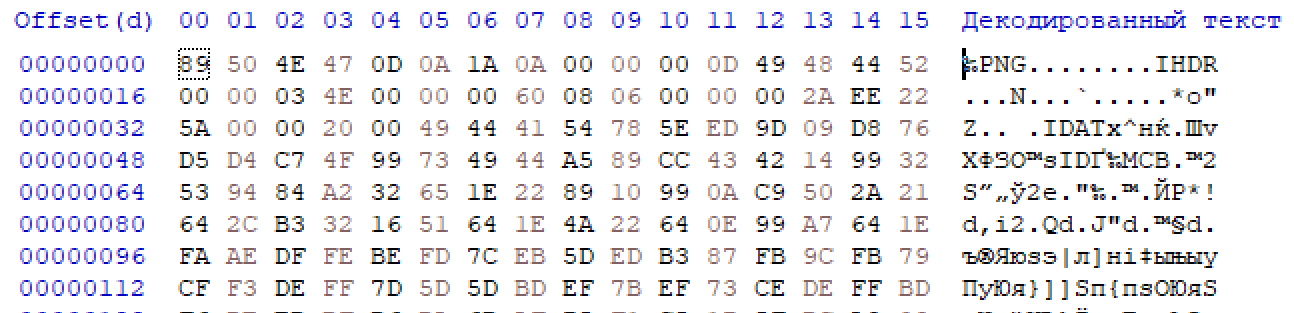 Offset(d) 00 01 02 03 04 05 06 07 08 09 10 11 12 13 14 15 Декодированный текст
00000000 89 50 4E 47 0D 0A 1A 0A 00 00 00 0D 49 48 44 52 ‰PNG........IHDR
00000016 00 00 03 4E 00 00 00 60 08 06 00 00 00 2A EE 22 ...N...`.....*о"
00000032 5A 00 00 20 00 49 44 41 54 78 5E ED 9D 09 D8 76 Z.. .IDATx^нќ.Шv
00000048 D5 D4 C7 4F 99 73 49 44 A5 89 CC 43 42 14 99 32 ХФЗО™sIDҐ‰МCB.™2
00000064 53 94 84 A2 32 65 1E 22 89 10 99 0A C9 50 2A 21 S”„ў2e."‰.™.ЙP*!
00000080 64 2C B3 32 16 51 64 1E 4A 22 64 0E 99 A7 64 1E d,і2.Qd.J"d.™§d.
00000096 FA AE DF FE BE FD 7C EB 5D ED B3 87 FB 9C FB 79 ъ®Яюѕэ|л]ні‡ыњыy
00000112 CF F3 DE FF 7D 5D 5D BD EF 7B EF 73 CE DE FF BD ПуЮя}]]Ѕп{пsОЮяЅ